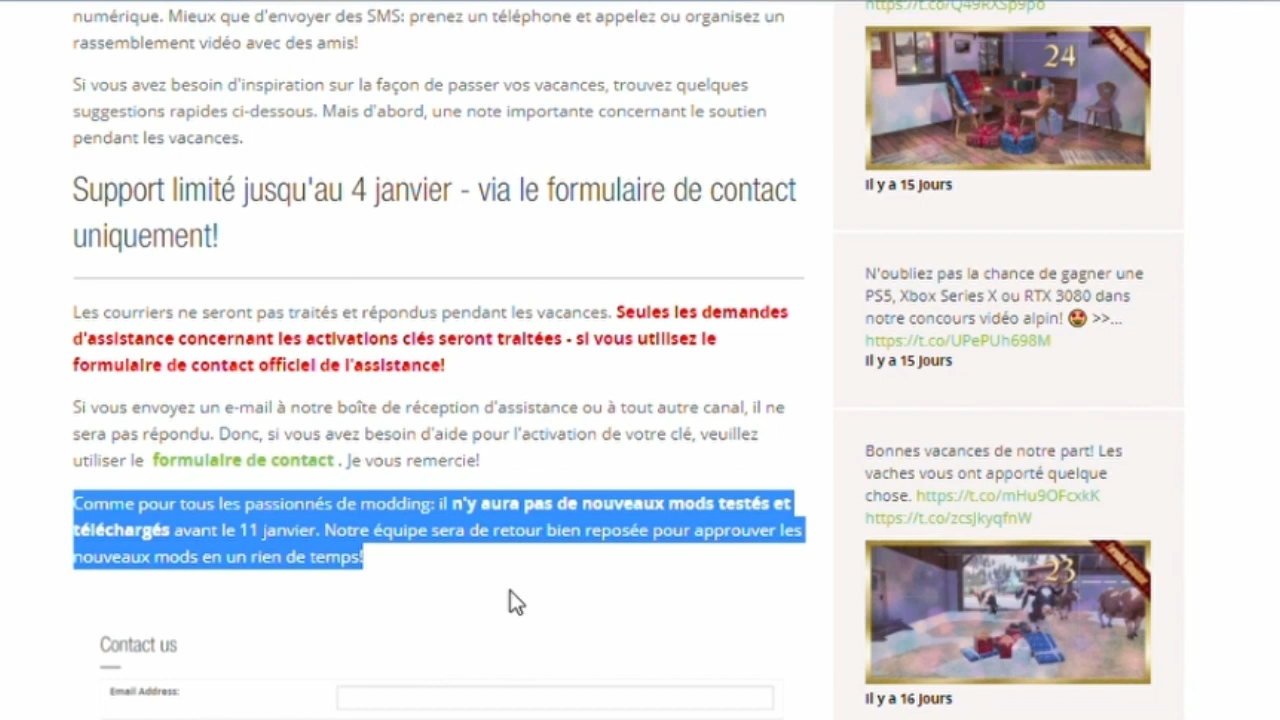 numérique. Mieux que d'envoyer des SMS: prenez un téléphone et appelez ou organisez un
rassemblement vidéo avec des amis!
Si vous avez besoin d'inspiration sur la façon de passer vos vacances, trouvez quelques
suggestions rapides ci-dessous. Mais d'abord, une note importante concernant le soutien
pendant les vacances.
Support limité jusqu'au 4 janvier - via le formulaire de contact
uniquement!
Les courriers ne seront pas traités et répondus pendant les vacances. Seules les demandes
d'assistance concernant les activations clés seront traitées - si vous utilisez le
formulaire de contact officiel de l'assistance!
Si vous envoyez un e-mail à notre boîte de réception d'assistance ou à tout autre canal, il ne
sera pas répondu. Donc, si vous avez besoin d'aide pour l'activation de votre clé, veuillez
utiliser le formulaire de contact . Je vous remercie!
Comme pour tous les passionnés de modding: il n'y aura pas de nouveaux mods testés et
téléchargés avant le 11 janvier. Notre équipe sera de retour bien reposée pour approuver les
nouveaux mods en un rien de temps!
Contact us
Email Address:
https://t.co/Q49RXSp9po
24
Il y a 15 Jours
N'oubliez pas la chance de gagner une
PS5, Xbox Series X ou RTX 3080 dans
notre concours vidéo alpin! 🤩 >>...
https://t.co/UPePUh698M
Il y a 15 Jours
Bonnes vacances de notre part! Les
vaches vous ont apporté quelque
chose. https://t.co/mHu9OFcxkK
https://t.co/zcsJkyqfnW
23
Il y a 16 Jours